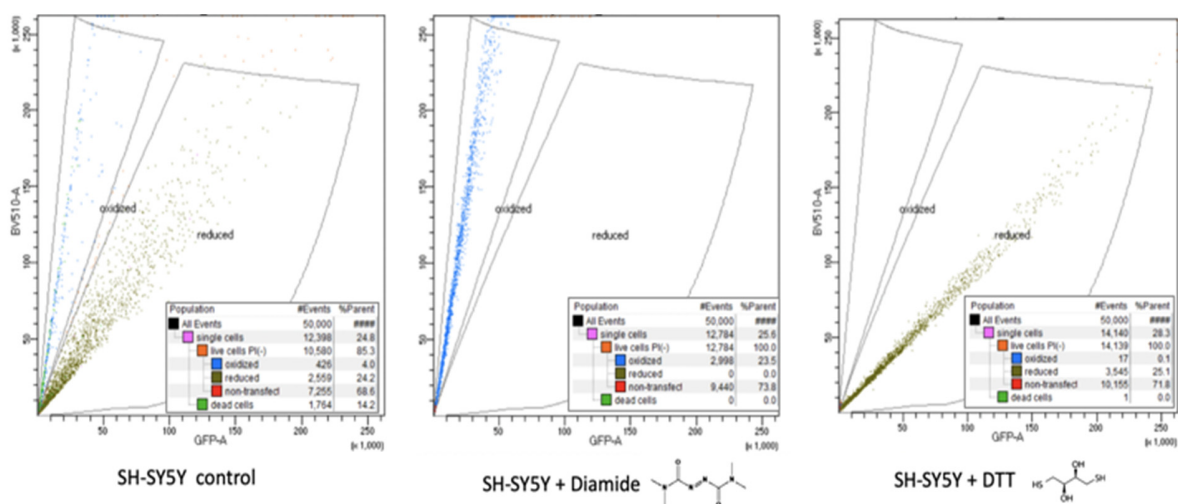 (x 1,000)
250
200
150
100
50
BV510-A
oxidized
reduced
Population #Events %Parent
All Events 50,000 ####
single cells 12,398 24.8
live cells PI(-) 10,580 85.3
oxidized 426 4.0
reduced 2,559 24.2
non-transfect 7,255 68.6
dead cells 1,764 14.2
50 100 150 200 250
GFP-A (x 1,000)
SH-SY5Y control
(x 1,000)
250
200
150
100
50
BV510-A
oxidized
reduced
Population #Events %Parent
All Events 50,000 ####
single cells 12,784 25.6
live cells PI(-) 12,784 100.0
oxidized 2,998 23.5
reduced 0 0.0
non-transfect 9,440 73.8
dead cells 0 0.0
50 100 150 200 250
GFP-A (x 1,000)
SH-SY5Y + Diamide
O
N
N
N
N
O
(x 1,000)
250
200
150
100
50
BV510-A
oxidized
reduced
Population #Events %Parent
All Events 50,000 ####
single cells 14,140 28.3
live cells PI(-) 14,139 100.0
oxidized 17 0.1
reduced 3,545 25.1
non-transfect 10,155 71.8
dead cells 1 0.0
50 100 150 200 250
GFP-A (x 1,000)
SH-SY5Y + DTT
OH
HS
SH
OH